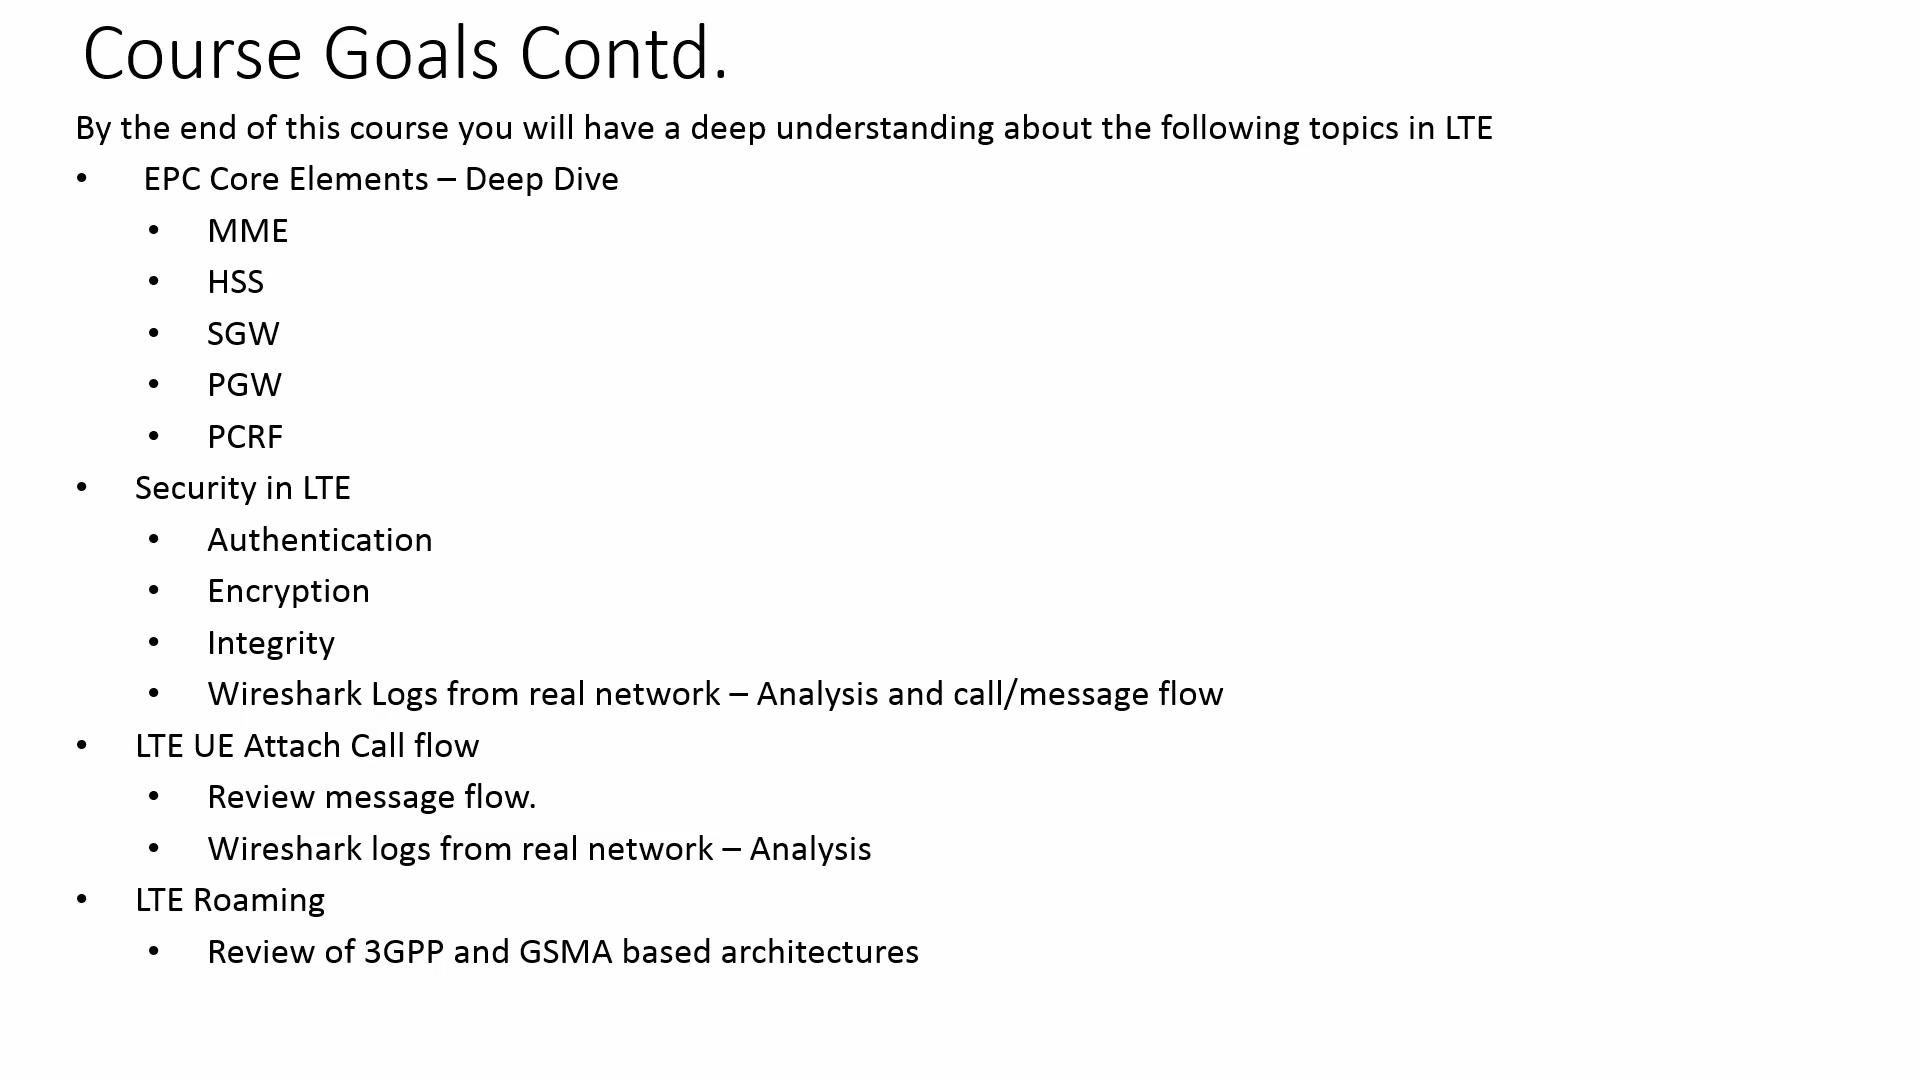 Course Goals Contd.
By the end of this course you will have a deep understanding about the following topics in LTE
• EPC Core Elements – Deep Dive
• MME
• HSS
• SGW
• PGW
• PCRF
• Security in LTE
• Authentication
• Encryption
• Integrity
• Wireshark Logs from real network – Analysis and call/message flow
• LTE UE Attach Call flow
• Review message flow.
• Wireshark logs from real network – Analysis
• LTE Roaming
• Review of 3GPP and GSMA based architectures